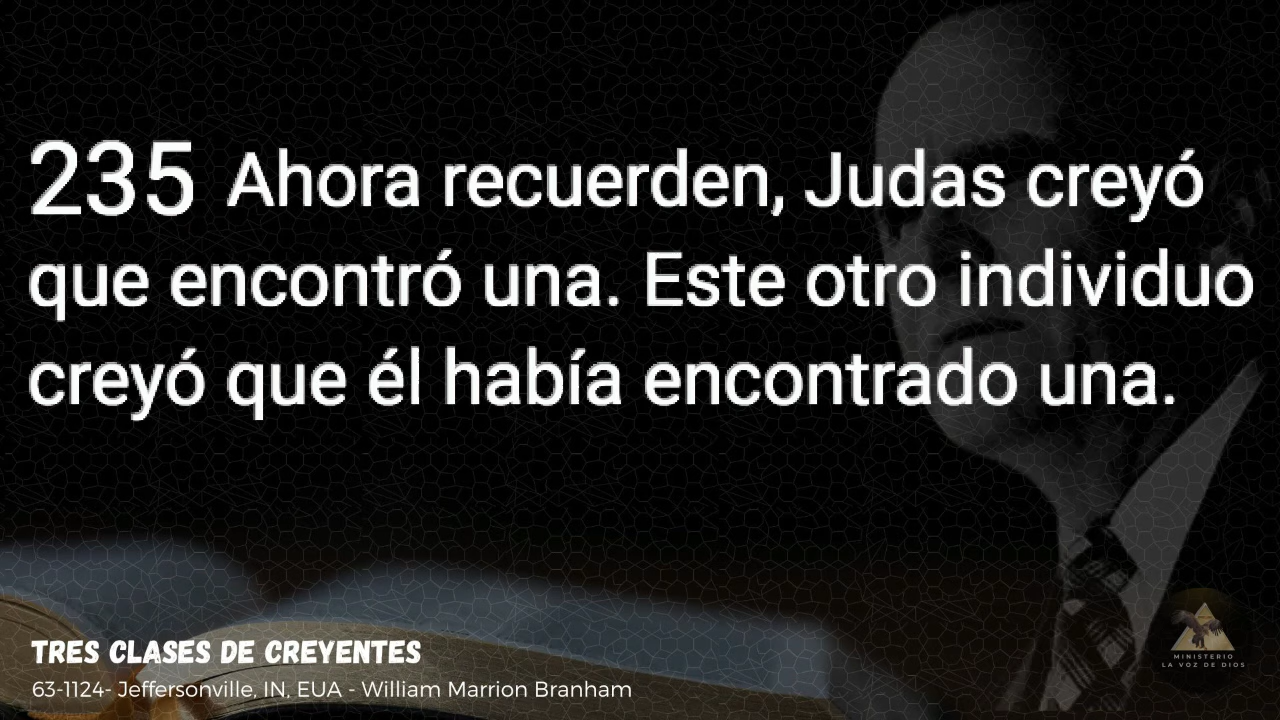 235 Ahora recuerden, Judas creyó
que encontró una. Este otro individuo
creyó que él había encontrado una.
TRES CLASES DE CREYENTES
63-1124- Jeffersonville, IN, EUA - William Marrion Branham
MINISTERIO
LA VOZ DE DIOS